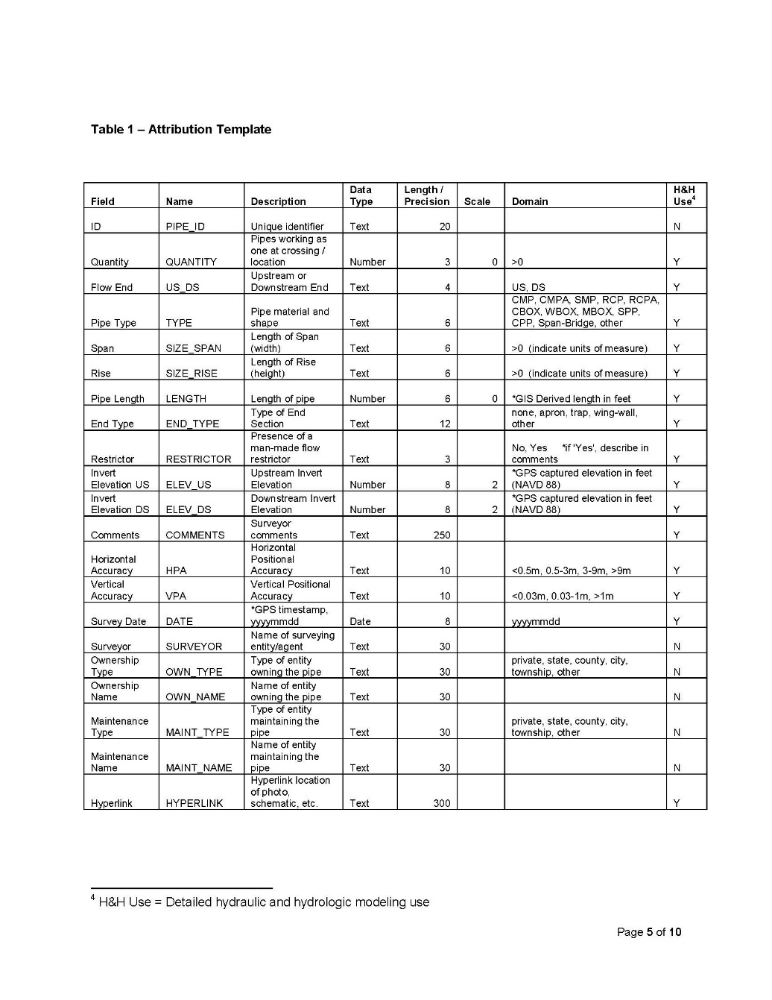 Table 1 – Attribution Template
Field Name Description Data Type Length / Precision Scale Domain H&H Use4
ID PIPE_ID Unique identifier Text 20 N
Quantity QUANTITY Pipes working as one at crossing / location Number 3 0 >0 Y
Flow End US_DS Upstream or Downstream End Text 4 US, DS Y
Pipe Type TYPE Pipe material and shape Text 6 CMP, CMPA, SMP, RCP, RCPA, CBOX, WBOX, MBOX, SPP, CPP, Span-Bridge, other Y
Span SIZE_SPAN Length of Span (width) Text 6 >0 (indicate units of measure) Y
Rise SIZE_RISE Length of Rise (height) Text 6 >0 (indicate units of measure) Y
Pipe Length LENGTH Length of pipe Number 6 0 *GIS Derived length in feet Y
End Type END_TYPE Type of End Section Text 12 none, apron, trap, wing-wall, other Y
Restrictor RESTRICTOR Presence of a man-made flow restrictor Text 3 No, Yes *if 'Yes', describe in comments Y
Invert Elevation US ELEV_US Upstream Invert Elevation Number 8 2 *GPS captured elevation in feet (NAVD 88) Y
Invert Elevation DS ELEV_DS Downstream Invert Elevation Number 8 2 *GPS captured elevation in feet (NAVD 88) Y
Comments COMMENTS Surveyor comments Text 250 Y
Horizontal Accuracy HPA Horizontal Positional Accuracy Text 10 <0.5m, 0.5-3m, 3-9m, >9m Y
Vertical Accuracy VPA Vertical Positional Accuracy Text 10 <0.03m, 0.03-1m, >1m Y
Survey Date DATE *GPS timestamp, yyyymmdd Date 8 yyyymmdd Y
Surveyor SURVEYOR Name of surveying entity/agent Text 30 N
Ownership Type OWN_TYPE Type of entity owning the pipe Text 30 private, state, county, city, township, other N
Ownership Name OWN_NAME Name of entity owning the pipe Text 30 N
Maintenance Type MAINT_TYPE Type of entity maintaining the pipe Text 30 private, state, county, city, township, other N
Maintenance Name MAINT_NAME Name of entity maintaining the pipe Text 30 N
Hyperlink HYPERLINK Hyperlink location of photo, schematic, etc. Text 300 Y
4 H&H Use = Detailed hydraulic and hydrologic modeling use
Page 5 of 10